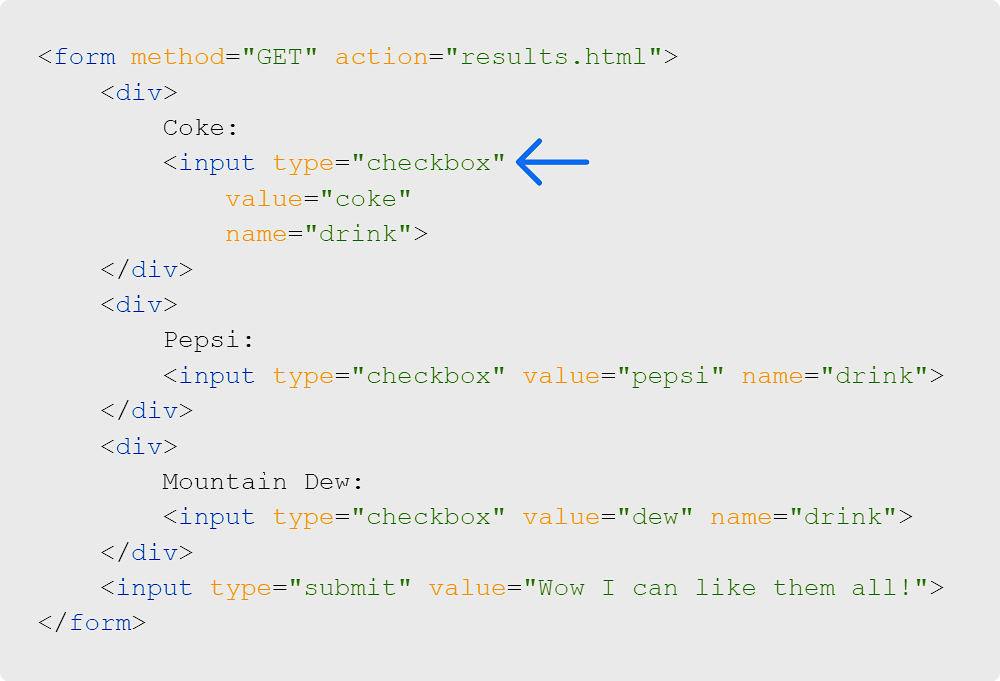 <form method="GET" action="results.html">
    <div>
        Coke:
        <input type="checkbox"
            value="coke"
            name="drink">
    </div>
    <div>
        Pepsi:
        <input type="checkbox" value="pepsi" name="drink">
    </div>
    <div>
        Mountain Dew:
        <input type="checkbox" value="dew" name="drink">
    </div>
    <input type="submit" value="Wow I can like them all!">
</form>